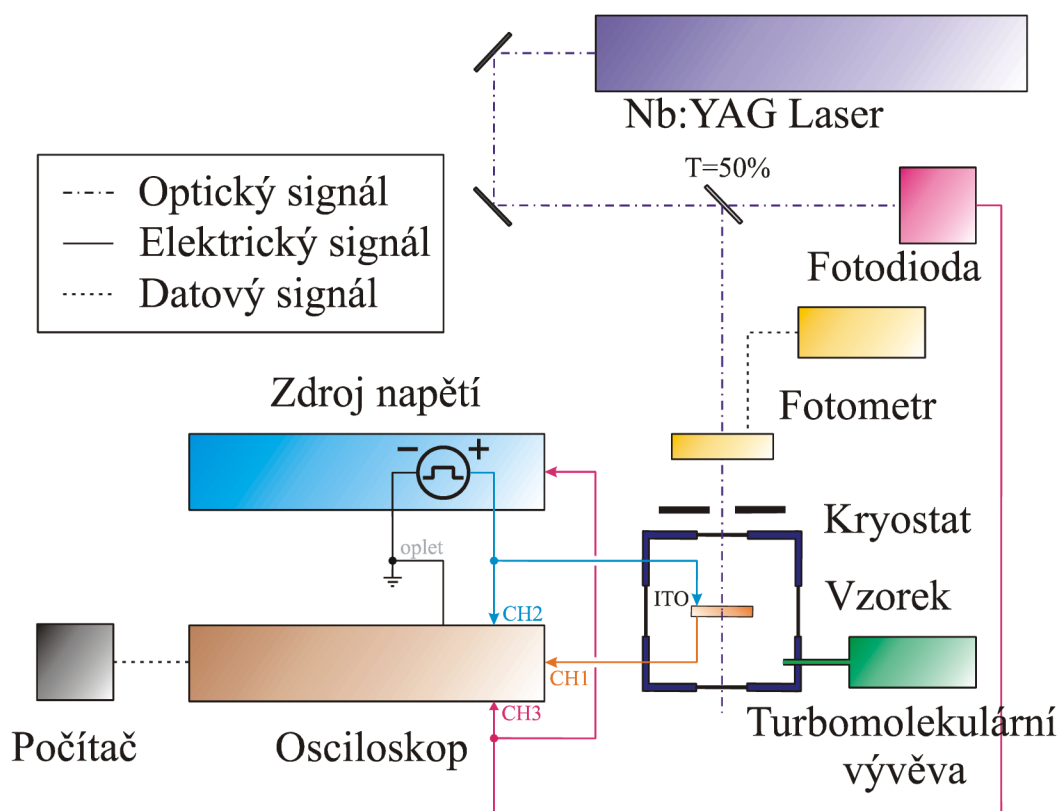 Nb:YAG Laser
T=50%
Optický signál
Elektrický signál
Datový signál
Fotodioda
Zdroj napětí
Fotometr
- +
Kryostat
oplet
ITO
Vzorek
CH2
CH1
CH3
Počítač
Osciloskop
Turbomolekulární
vývěva